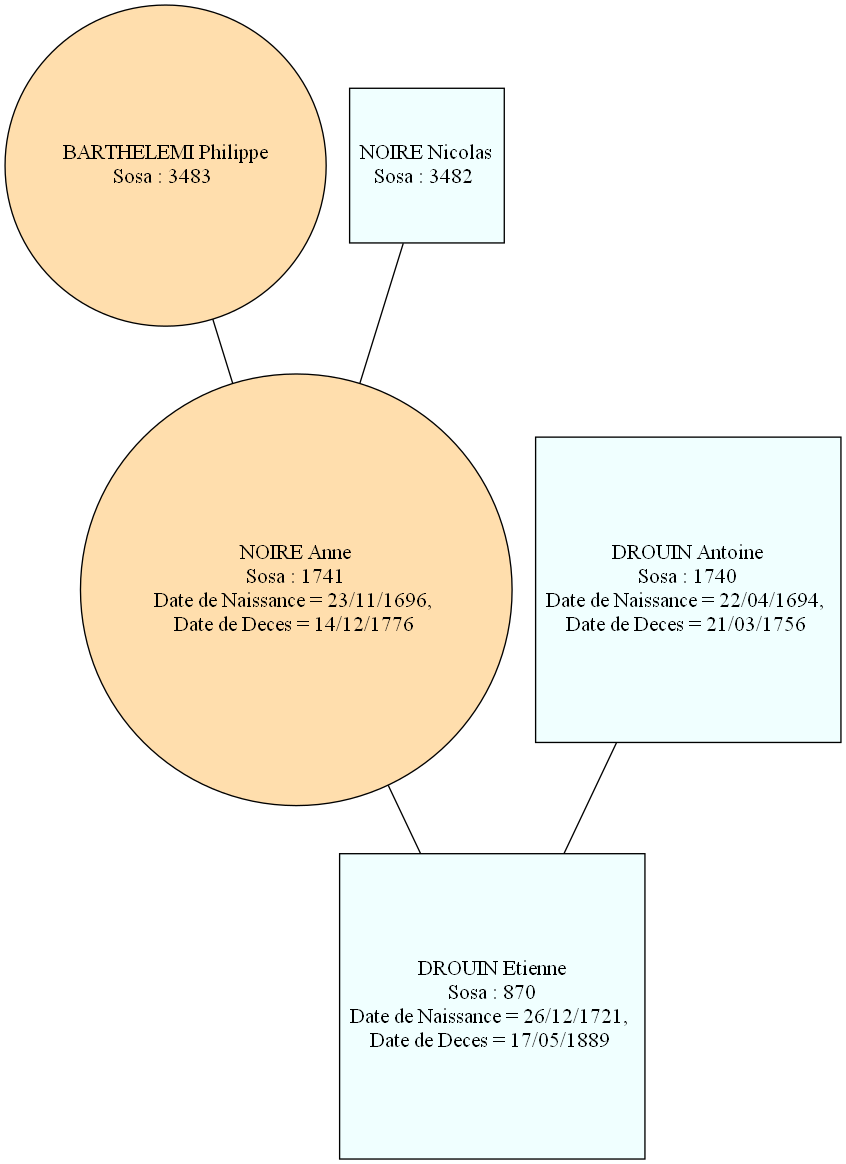 BARTHELEMI Philippe
Sosa : 3483
NOIRE Nicolas
Sosa : 3482
NOIRE Anne
Sosa : 1741
Date de Naissance = 23/11/1696,
Date de Deces = 14/12/1776
DROUIN Antoine
Sosa : 1740
Date de Naissance = 22/04/1694,
Date de Deces = 21/03/1756
DROUIN Etienne
Sosa : 870
Date de Naissance = 26/12/1721,
Date de Deces = 17/05/1889